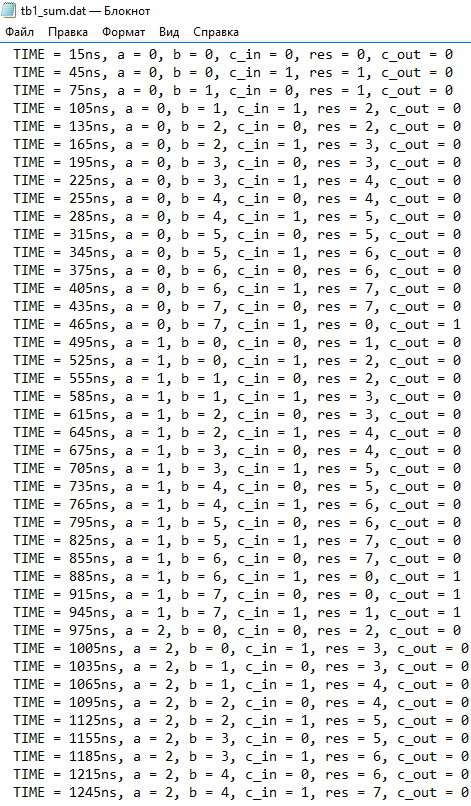 tb1_sum.dat — Блокнот
Файл Правка Формат Вид Справка
TIME = 15ns, a = 0, b = 0, c_in = 0, res = 0, c_out = 0
TIME = 45ns, a = 0, b = 0, c_in = 1, res = 1, c_out = 0
TIME = 75ns, a = 0, b = 1, c_in = 0, res = 1, c_out = 0
TIME = 105ns, a = 0, b = 1, c_in = 1, res = 2, c_out = 0
TIME = 135ns, a = 0, b = 2, c_in = 0, res = 2, c_out = 0
TIME = 165ns, a = 0, b = 2, c_in = 1, res = 3, c_out = 0
TIME = 195ns, a = 0, b = 3, c_in = 0, res = 3, c_out = 0
TIME = 225ns, a = 0, b = 3, c_in = 1, res = 4, c_out = 0
TIME = 255ns, a = 0, b = 4, c_in = 0, res = 4, c_out = 0
TIME = 285ns, a = 0, b = 4, c_in = 1, res = 5, c_out = 0
TIME = 315ns, a = 0, b = 5, c_in = 0, res = 5, c_out = 0
TIME = 345ns, a = 0, b = 5, c_in = 1, res = 6, c_out = 0
TIME = 375ns, a = 0, b = 6, c_in = 0, res = 6, c_out = 0
TIME = 405ns, a = 0, b = 6, c_in = 1, res = 7, c_out = 0
TIME = 435ns, a = 0, b = 7, c_in = 0, res = 7, c_out = 0
TIME = 465ns, a = 0, b = 7, c_in = 1, res = 0, c_out = 1
TIME = 495ns, a = 1, b = 0, c_in = 0, res = 1, c_out = 0
TIME = 525ns, a = 1, b = 0, c_in = 1, res = 2, c_out = 0
TIME = 555ns, a = 1, b = 1, c_in = 0, res = 2, c_out = 0
TIME = 585ns, a = 1, b = 1, c_in = 1, res = 3, c_out = 0
TIME = 615ns, a = 1, b = 2, c_in = 0, res = 3, c_out = 0
TIME = 645ns, a = 1, b = 2, c_in = 1, res = 4, c_out = 0
TIME = 675ns, a = 1, b = 3, c_in = 0, res = 4, c_out = 0
TIME = 705ns, a = 1, b = 3, c_in = 1, res = 5, c_out = 0
TIME = 735ns, a = 1, b = 4, c_in = 0, res = 5, c_out = 0
TIME = 765ns, a = 1, b = 4, c_in = 1, res = 6, c_out = 0
TIME = 795ns, a = 1, b = 5, c_in = 0, res = 6, c_out = 0
TIME = 825ns, a = 1, b = 5, c_in = 1, res = 7, c_out = 0
TIME = 855ns, a = 1, b = 6, c_in = 0, res = 7, c_out = 0
TIME = 885ns, a = 1, b = 6, c_in = 1, res = 0, c_out = 1
TIME = 915ns, a = 1, b = 7, c_in = 0, res = 0, c_out = 1
TIME = 945ns, a = 1, b = 7, c_in = 1, res = 1, c_out = 1
TIME = 975ns, a = 2, b = 0, c_in = 0, res = 2, c_out = 0
TIME = 1005ns, a = 2, b = 0, c_in = 1, res = 3, c_out = 0
TIME = 1035ns, a = 2, b = 1, c_in = 0, res = 3, c_out = 0
TIME = 1065ns, a = 2, b = 1, c_in = 1, res = 4, c_out = 0
TIME = 1095ns, a = 2, b = 2, c_in = 0, res = 4, c_out = 0
TIME = 1125ns, a = 2, b = 2, c_in = 1, res = 5, c_out = 0
TIME = 1155ns, a = 2, b = 3, c_in = 0, res = 5, c_out = 0
TIME = 1185ns, a = 2, b = 3, c_in = 1, res = 6, c_out = 0
TIME = 1215ns, a = 2, b = 4, c_in = 0, res = 6, c_out = 0
TIME = 1245ns, a = 2, b = 4, c_in = 1, res = 7, c_out = 0